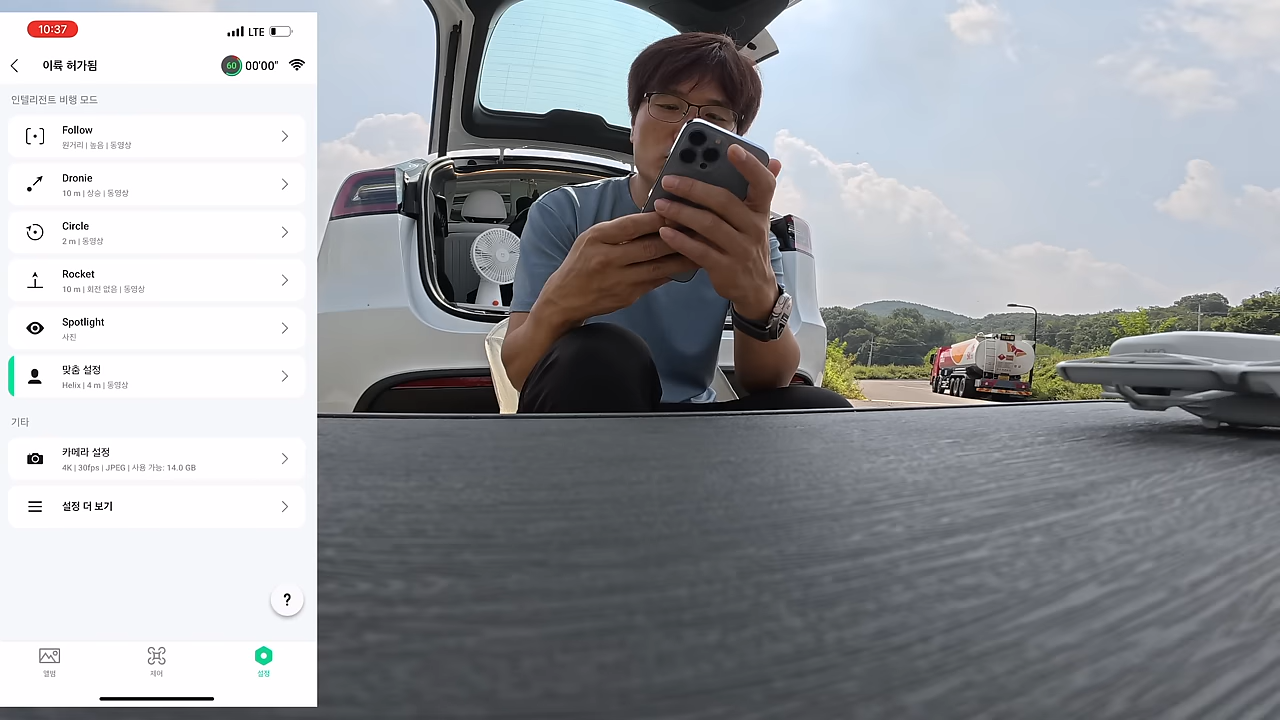 10:37
LTE
이륙 허가됨
60 00'00"
인텔리전트 비행 모드
Follow
원거리 | 높음 | 동영상
Dronie
10 m | 상승 | 동영상
Circle
2 m | 동영상
Rocket
10 m | 회전 없음 | 동영상
Spotlight
사진
맞춤 설정
Helix | 4 m | 동영상
기타
카메라 설정
4K | 30fps | JPEG | 사용 가능: 14.0 GB
설정 더 보기
?
앨범
제어
설정